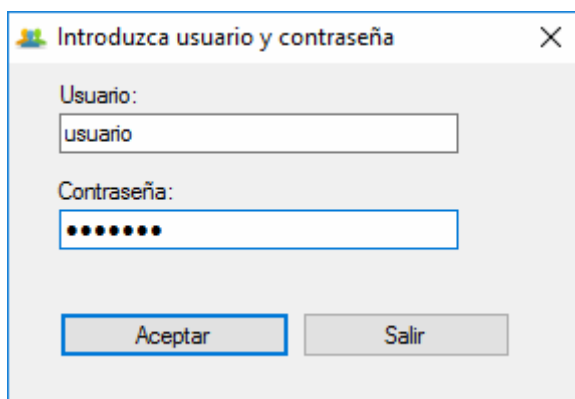 Introduzca usuario y contraseña
Usuario:
usuario
Contraseña:
•••••••
Aceptar Salir